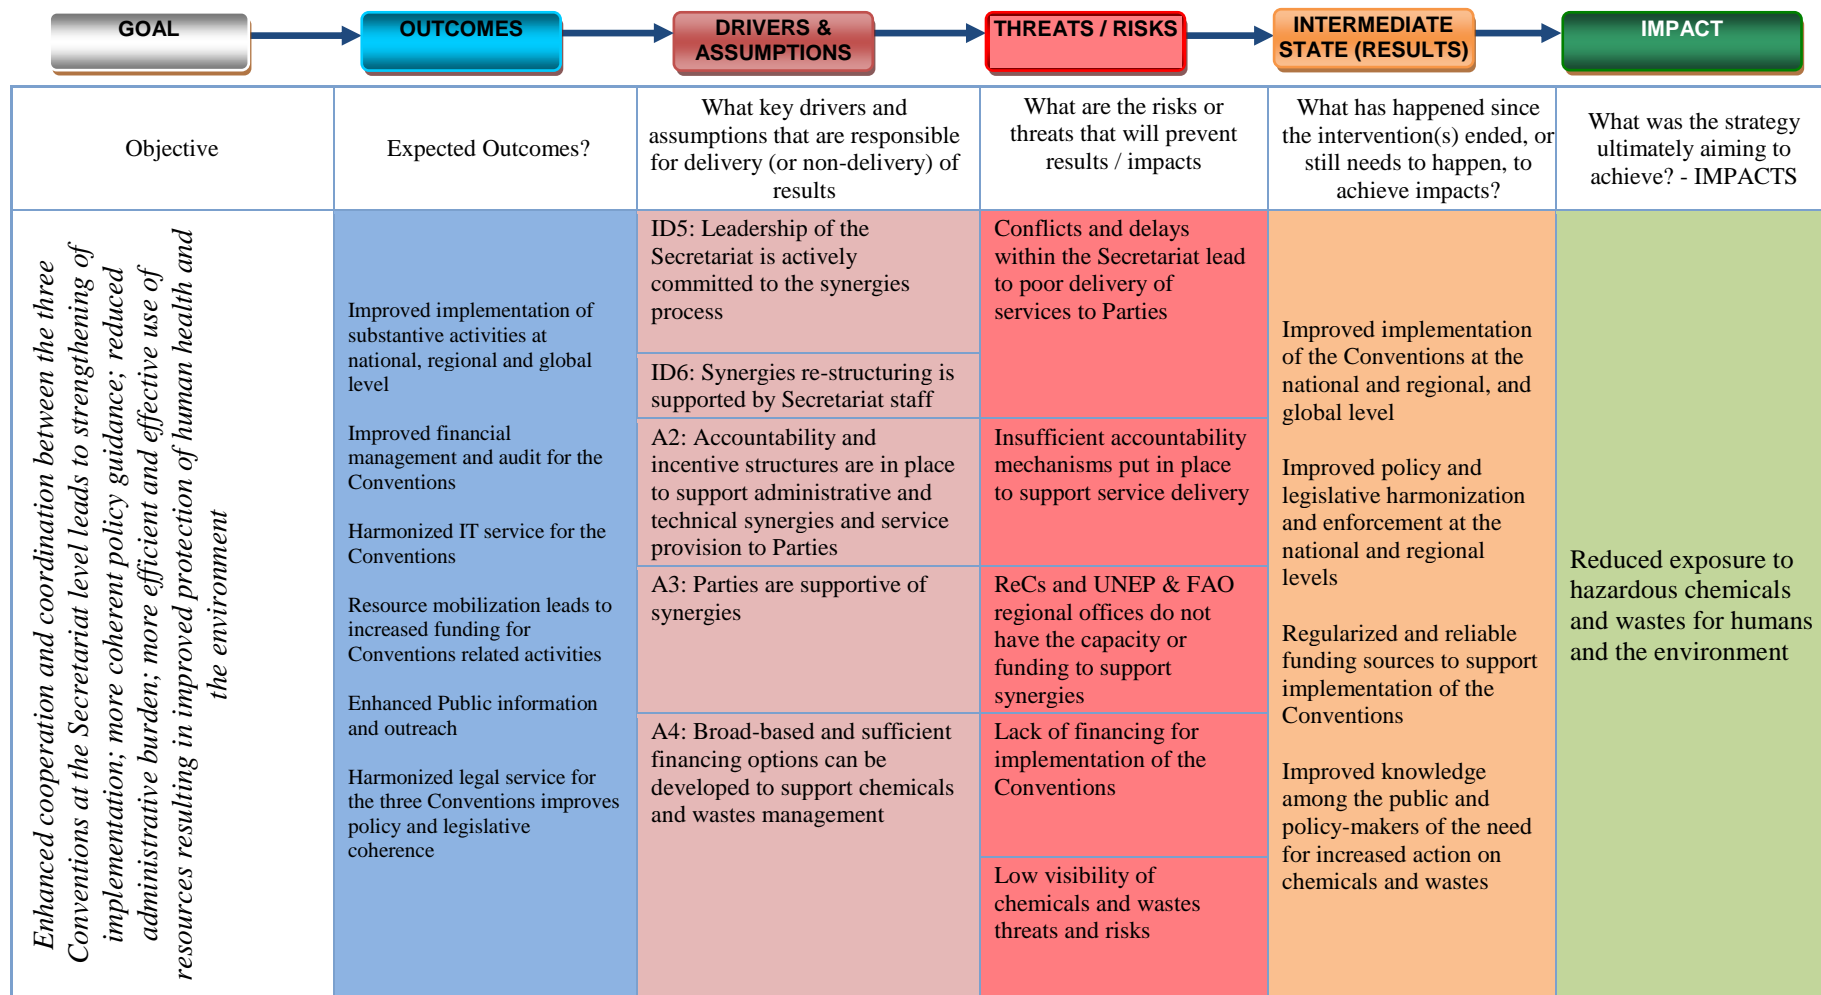 GOAL
OUTCOMES
DRIVERS &
ASSUMPTIONS
THREATS / RISKS
INTERMEDIATE
STATE (RESULTS)
IMPACT
Objective
Expected Outcomes?
What key drivers and
assumptions that are responsible
for delivery (or non-delivery) of
results
What are the risks or
threats that will prevent
results / impacts
What has happened since
the intervention(s) ended, or
still needs to happen, to
achieve impacts?
What was the strategy
ultimately aiming to
achieve? - IMPACTS
Enhanced cooperation and coordination between the three
Conventions at the Secretariat level leads to strengthening of
implementation; more coherent policy guidance; reduced
administrative burden; more efficient and effective use of
resources resulting in improved protection of human health and
the environment
Improved implementation of
substantive activities at
national, regional and global
level
Improved financial
management and audit for the
Conventions
Harmonized IT service for the
Conventions
Resource mobilization leads to
increased funding for
Conventions related activities
Enhanced Public information
and outreach
Harmonized legal service for
the three Conventions improves
policy and legislative
coherence
ID5: Leadership of the
Secretariat is actively
committed to the synergies
process
ID6: Synergies re-structuring is
supported by Secretariat staff
A2: Accountability and
incentive structures are in place
to support administrative and
technical synergies and service
provision to Parties
A3: Parties are supportive of
synergies
A4: Broad-based and sufficient
financing options can be
developed to support chemicals
and wastes management
Conflicts and delays
within the Secretariat lead
to poor delivery of
services to Parties
Insufficient accountability
mechanisms put in place
to support service delivery
ReCs and UNEP & FAO
regional offices do not
have the capacity or
funding to support
synergies
Lack of financing for
implementation of the
Conventions
Low visibility of
chemicals and wastes
threats and risks
Improved implementation
of the Conventions at the
national and regional, and
global level
Improved policy and
legislative harmonization
and enforcement at the
national and regional
levels
Regularized and reliable
funding sources to support
implementation of the
Conventions
Improved knowledge
among the public and
policy-makers of the need
for increased action on
chemicals and wastes
Reduced exposure to
hazardous chemicals
and wastes for humans
and the environment